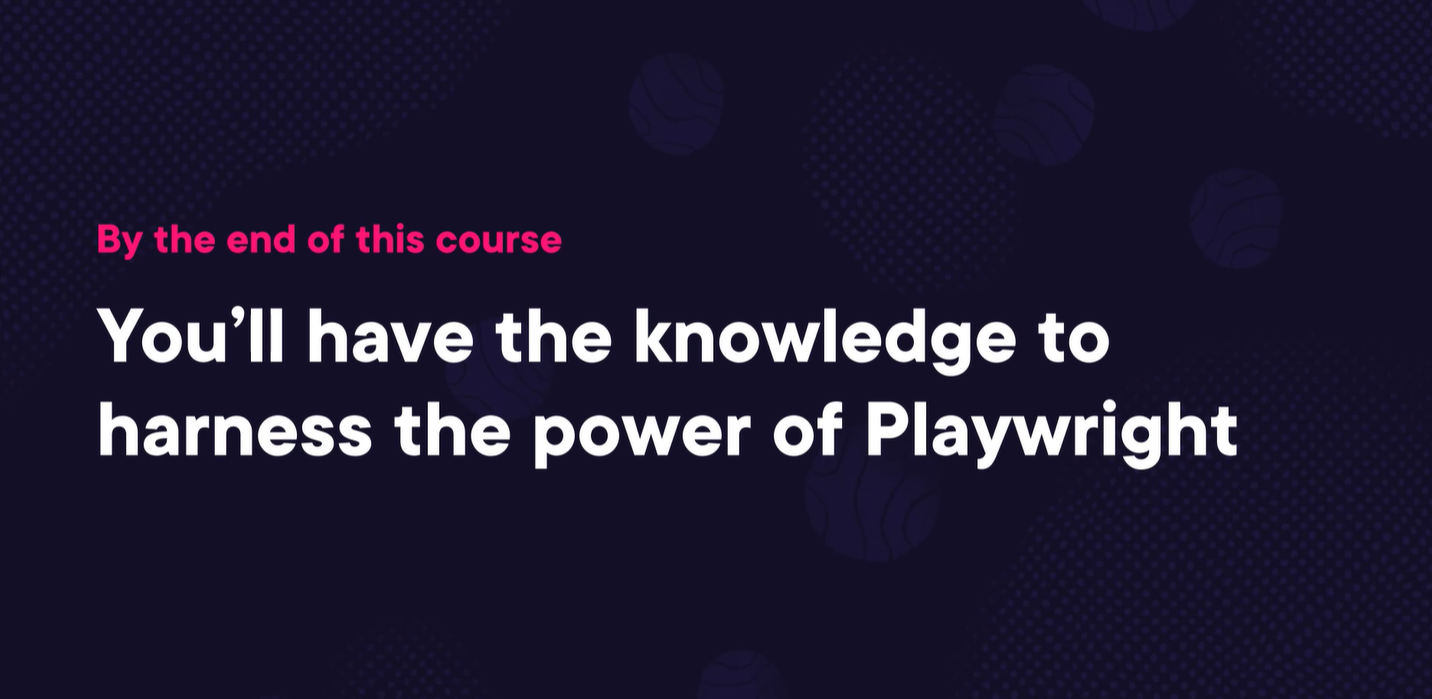 By the end of this course
You’ll have the knowledge to
harness the power of Playwright